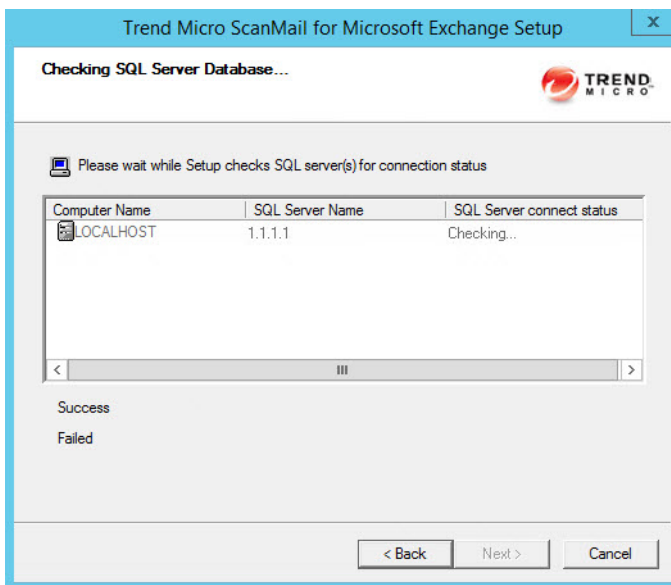 Trend Micro ScanMail for Microsoft Exchange Setup
x
Checking SQL Server Database...
TREND
MICRO
Please wait while Setup checks SQL server(s) for connection status
Computer Name SQL Server Name SQL Server connect status
LOCALHOST 1.1.1.1 Checking...
Success
Failed
< Back Next > Cancel